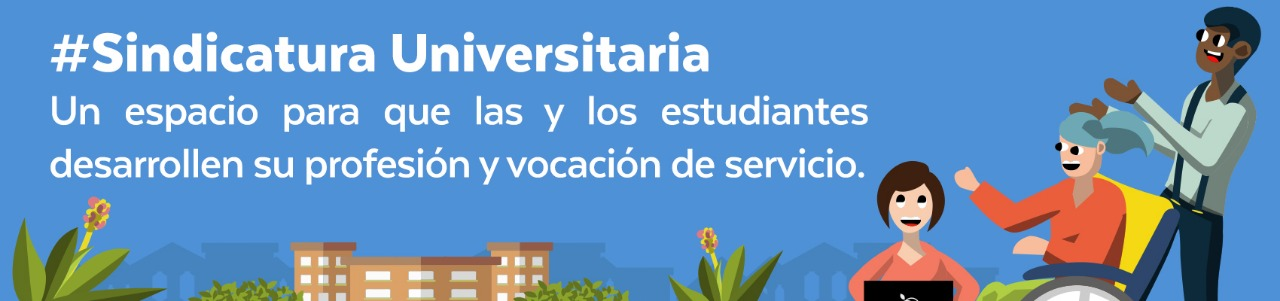 #Sindicatura Universitaria
Un espacio para que las y los estudiantes
desarrollen su profesión y vocación de servicio.